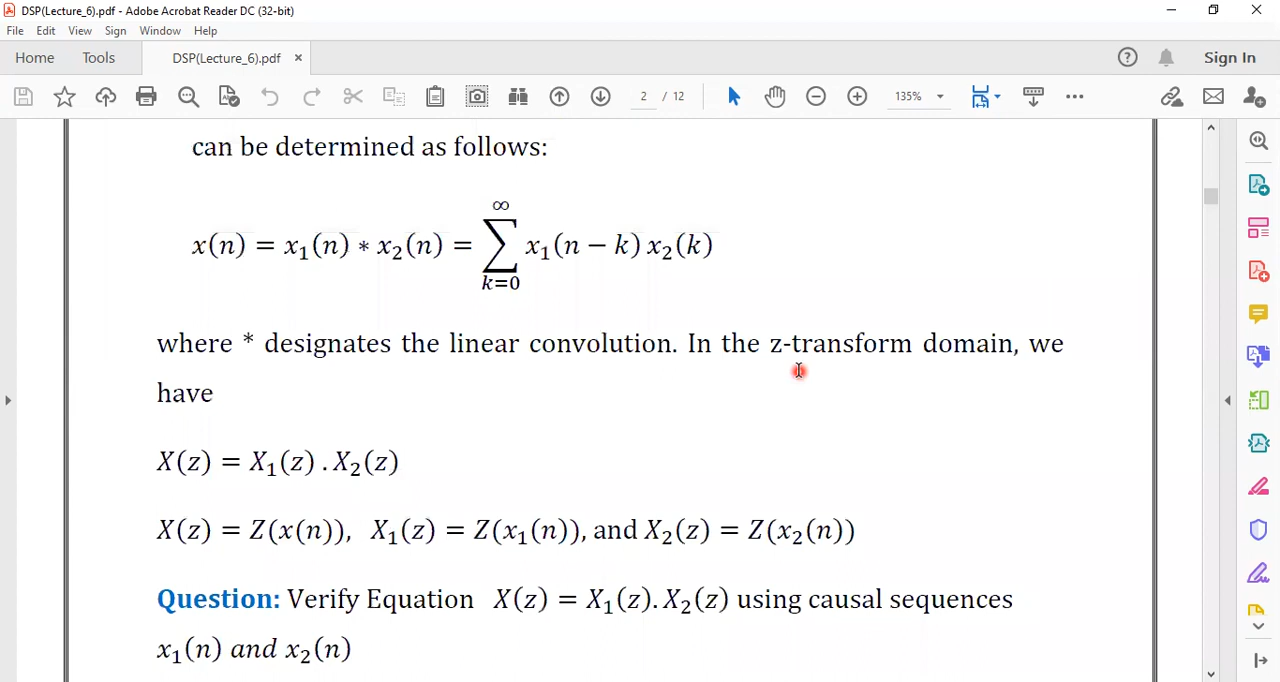 DSP(Lecture_6).pdf - Adobe Acrobat Reader DC (32-bit)
File Edit View Sign Window Help
Home Tools DSP(Lecture_6).pdf × Sign In
2 / 12 135%
can be determined as follows:
x(n) = x₁(n) ∗ x₂(n) = ∑_{k=0}^{∞} x₁(n − k) x₂(k)
where * designates the linear convolution. In the z-transform domain, we
have
X(z) = X₁(z) . X₂(z)
X(z) = Z(x(n)), X₁(z) = Z(x₁(n)), and X₂(z) = Z(x₂(n))
Question: Verify Equation X(z) = X₁(z). X₂(z) using causal sequences
x₁(n) and x₂(n)